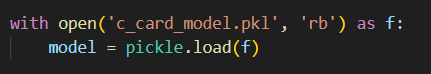 with open('c_card_model.pkl', 'rb') as f:
    model = pickle.load(f)